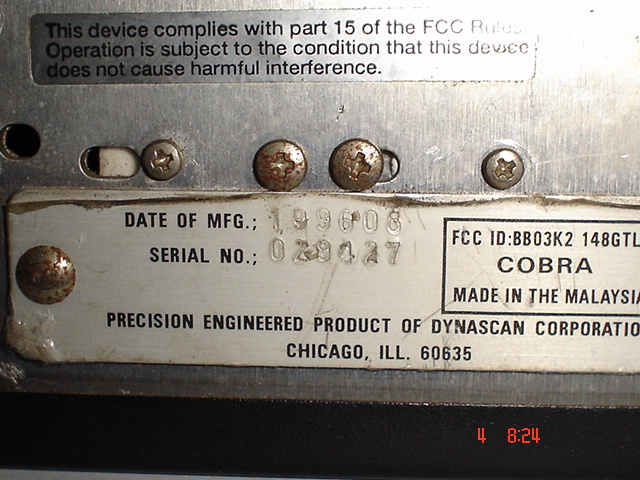 This device complies with part 15 of the FCC Rules.
Operation is subject to the condition that this device
does not cause harmful interference.
DATE OF MFG.; 199608
SERIAL NO.; 029427
FCC ID:BBO3K2 148GTL
COBRA
MADE IN THE MALAYSIA
PRECISION ENGINEERED PRODUCT OF DYNASCAN CORPORATIO
CHICAGO, ILL. 60635
4 8:24